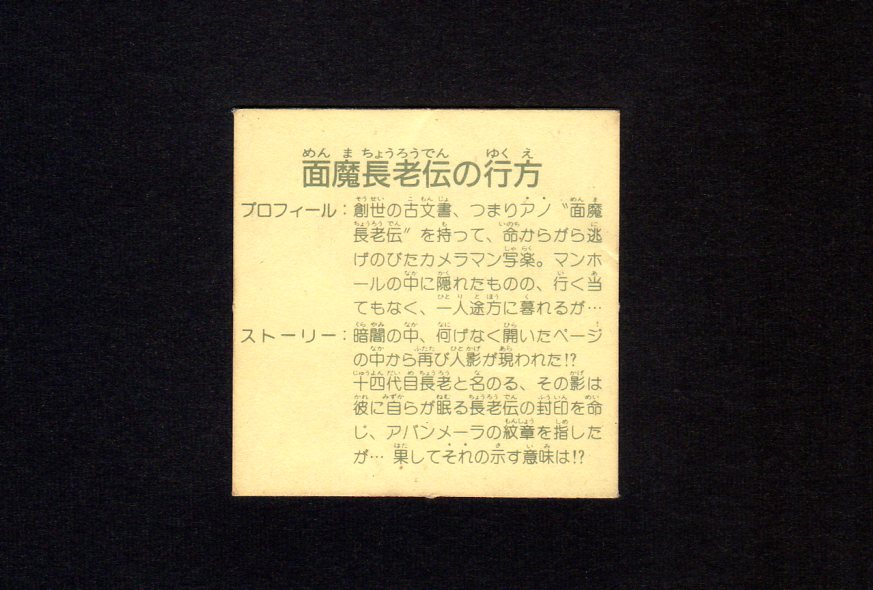 面魔長老伝の行方
プロフィール：創世の古文書、つまりアノ〝面魔
長老伝〞を持って、命からがら逃
げのびたカメラマン写楽。マンホ
ールの中に隠れたものの、行く当
てもなく、一人途方に暮れるが…
ストーリー：暗闇の中、何げなく開いたページ
の中から再び人影が現われた!?
十四代目長老と名のる、その影は
彼に自らが眠る長老伝の封印を命
じ、アバンメーラの紋章を指した
が… 果してそれの示す意味は!?